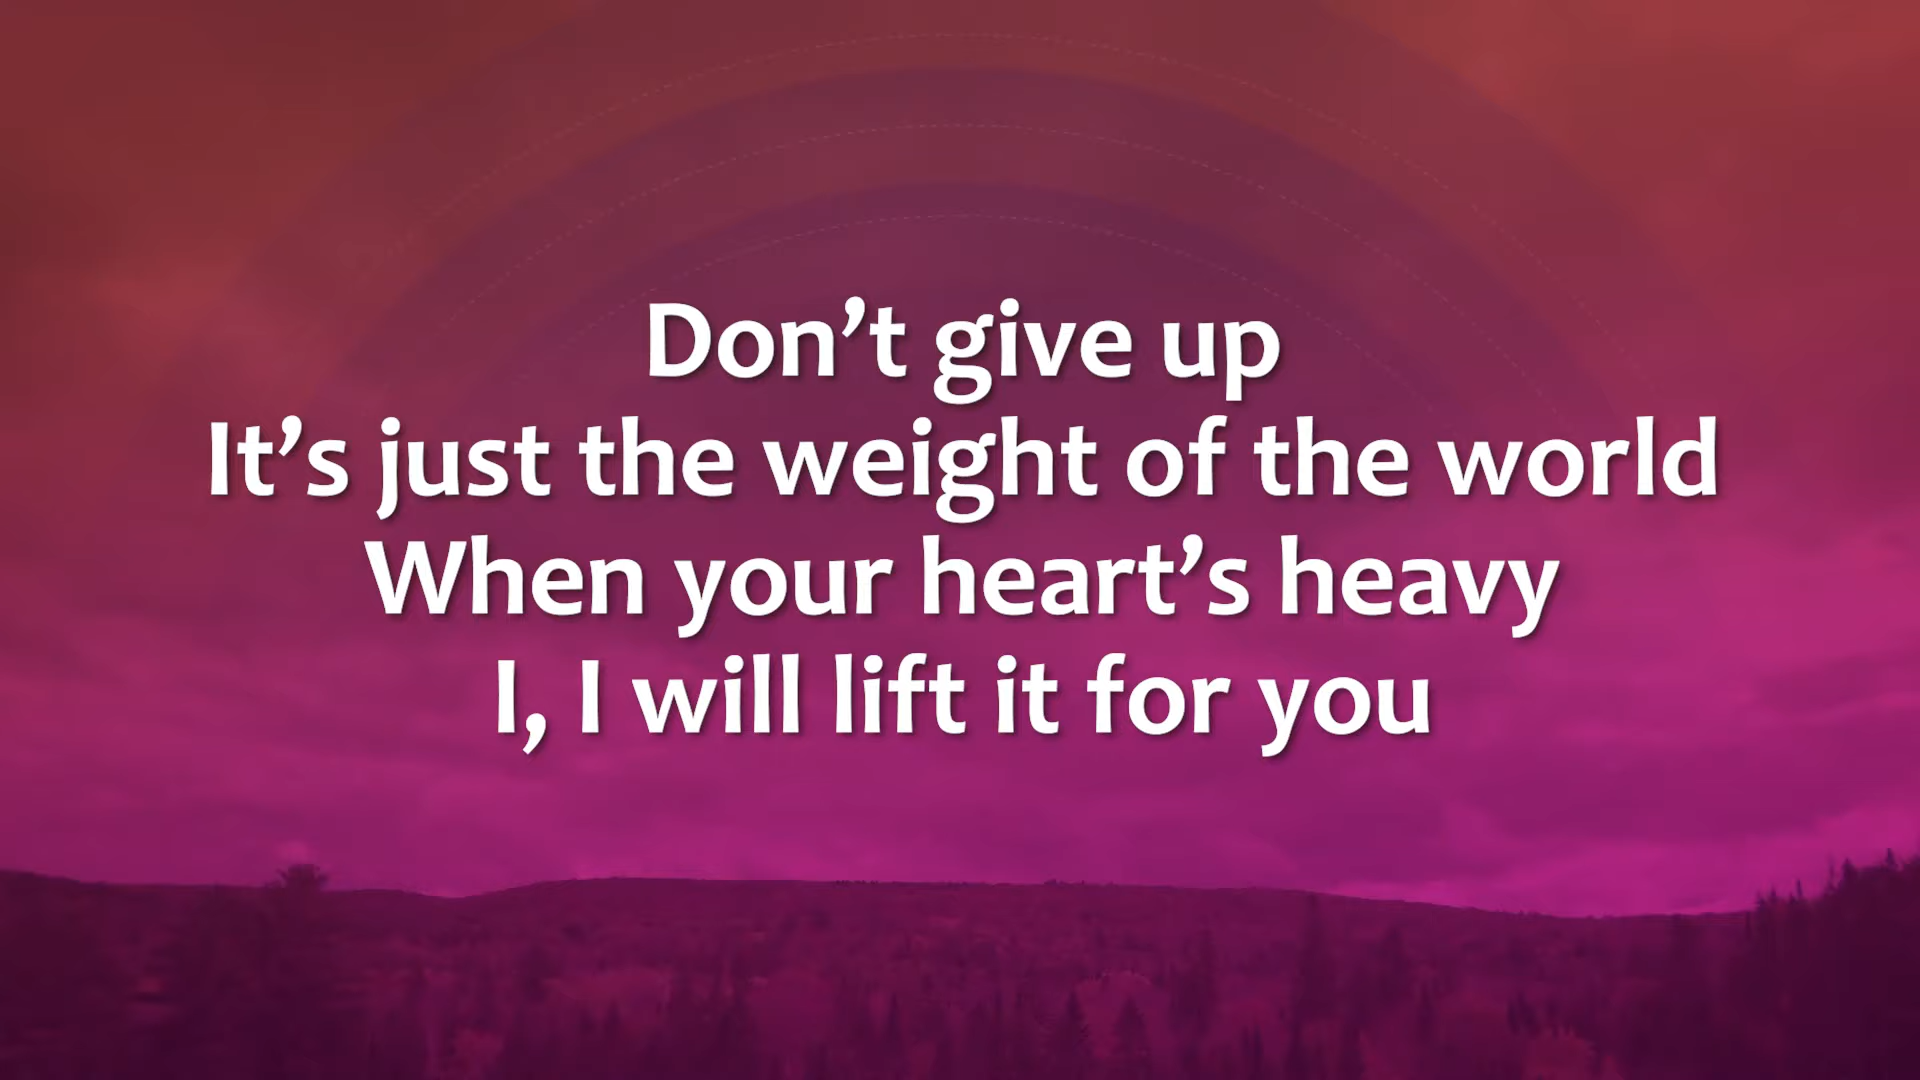 Don’t give up
It’s just the weight of the world
When your heart’s heavy
I, I will lift it for you